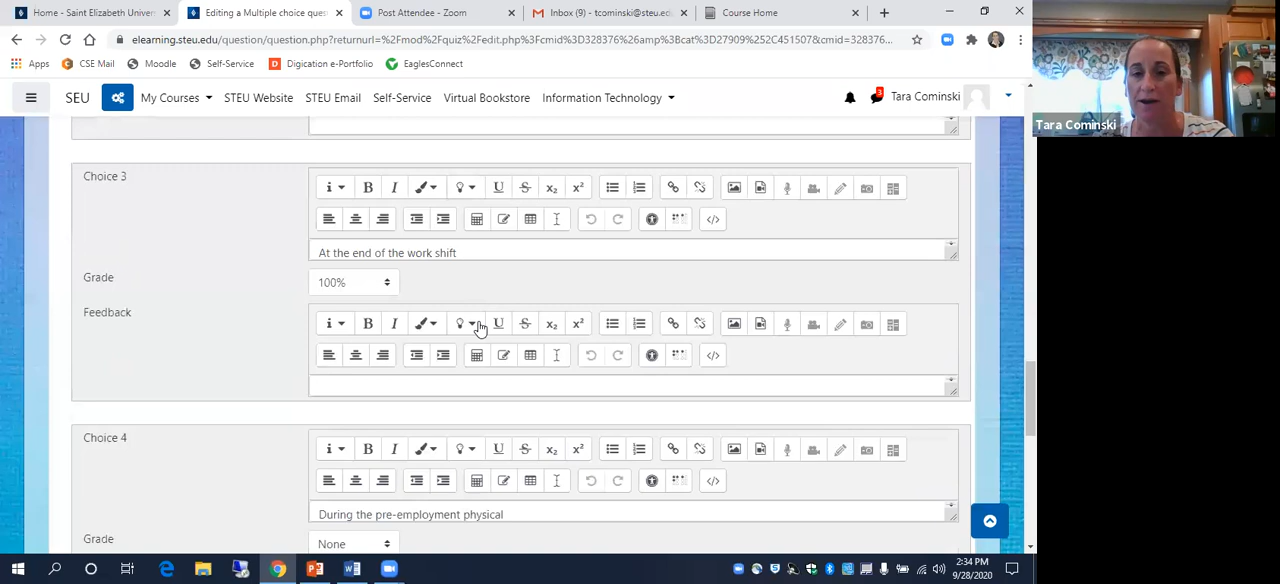 Home - Saint Elizabeth Univer
Editing a Multiple choice ques
Post Attendee - Zoom
Inbox (9) - tcominski@steu.ed
Course Home
elearning.steu.edu/question/question.php?returnurl=%2Fmod%2Fquiz%2Fedit.php%3Fcmid%3D328376%26amp%3Bcat%3D27909%252C451507&cmid=328376...
Apps
CSE Mail
Moodle
Self-Service
Digication e-Portfolio
EaglesConnect
SEU
My Courses
STEU Website
STEU Email
Self-Service
Virtual Bookstore
Information Technology
3
Tara Cominski
Tara Cominski
Choice 3
At the end of the work shift
Grade
100%
Feedback
Choice 4
During the pre-employment physical
Grade
None
2:34 PM
9/28/2020